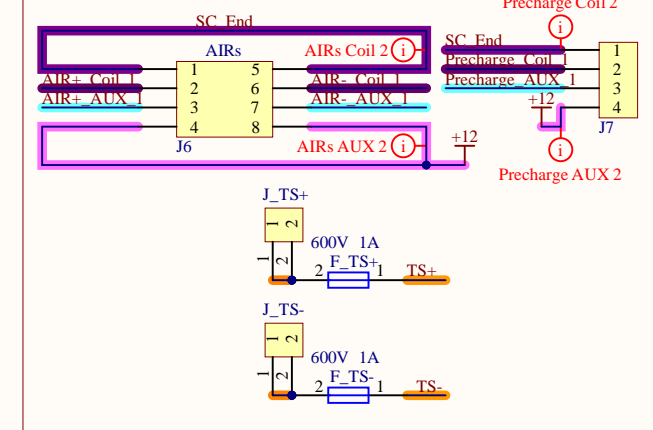 Precharge Coil 2
SC_End
AIRs
AIRs Coil 2 i
i
SC_End
1 5
1
AIR+_Coil_1 2 6 AIR-_Coil_1
Precharge_Coil_1 2
AIR+_AUX_1 3 7 AIR-_AUX_1
Precharge_AUX_1 3
+12
4
4 8
J6
AIRs AUX 2 i
+12
J7
i
Precharge AUX 2
J_TS+
1 2
600V 1A
F_TS+
1 2
2 1 TS+
J_TS-
1 2
600V 1A
F_TS-
1 2
2 1 TS-